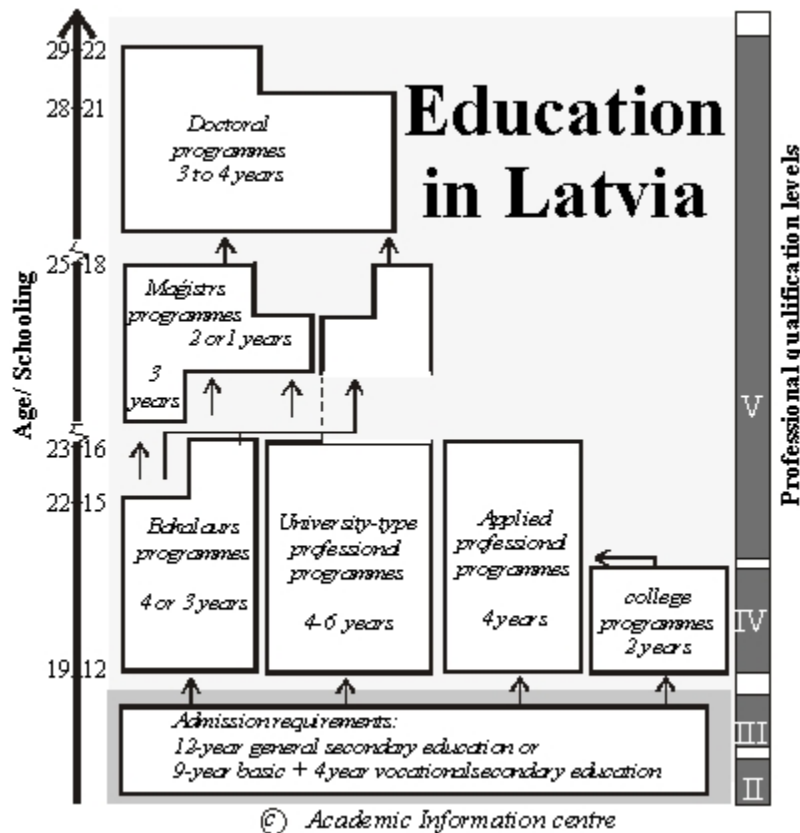 29 22
28 21
25 18
23 16
22 15
19 12
Age/ Schooling
Education
in Latvia
Doctoral
programmes
3 to 4 years
Maģistrs
programmes
2 or 1 years
3
years
Bakalaurs
programmes
4 or 3 years
University-type
professional
programmes
4-6 years
Applied
professional
programmes
4 years
college
programmes
2 years
Admission requirements:
12-year general secondary education or
9-year basic + 4 year vocational secondary education
© Academic Information centre
Professional qualification levels
V
IV
III
II